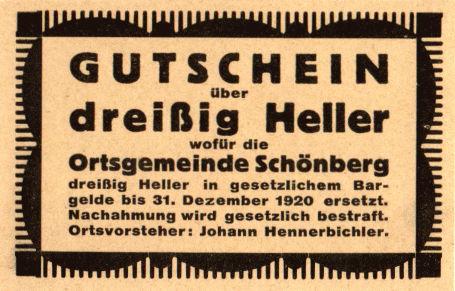 GUTSCHEIN
über
dreißig Heller
wofür die
Ortsgemeinde Schönberg
dreißig Heller in gesetzlichem Bar-
gelde bis 31. Dezember 1920 ersetzt.
Nachahmung wird gesetzlich bestraft.
Ortsvorsteher: Johann Hennerbichler.